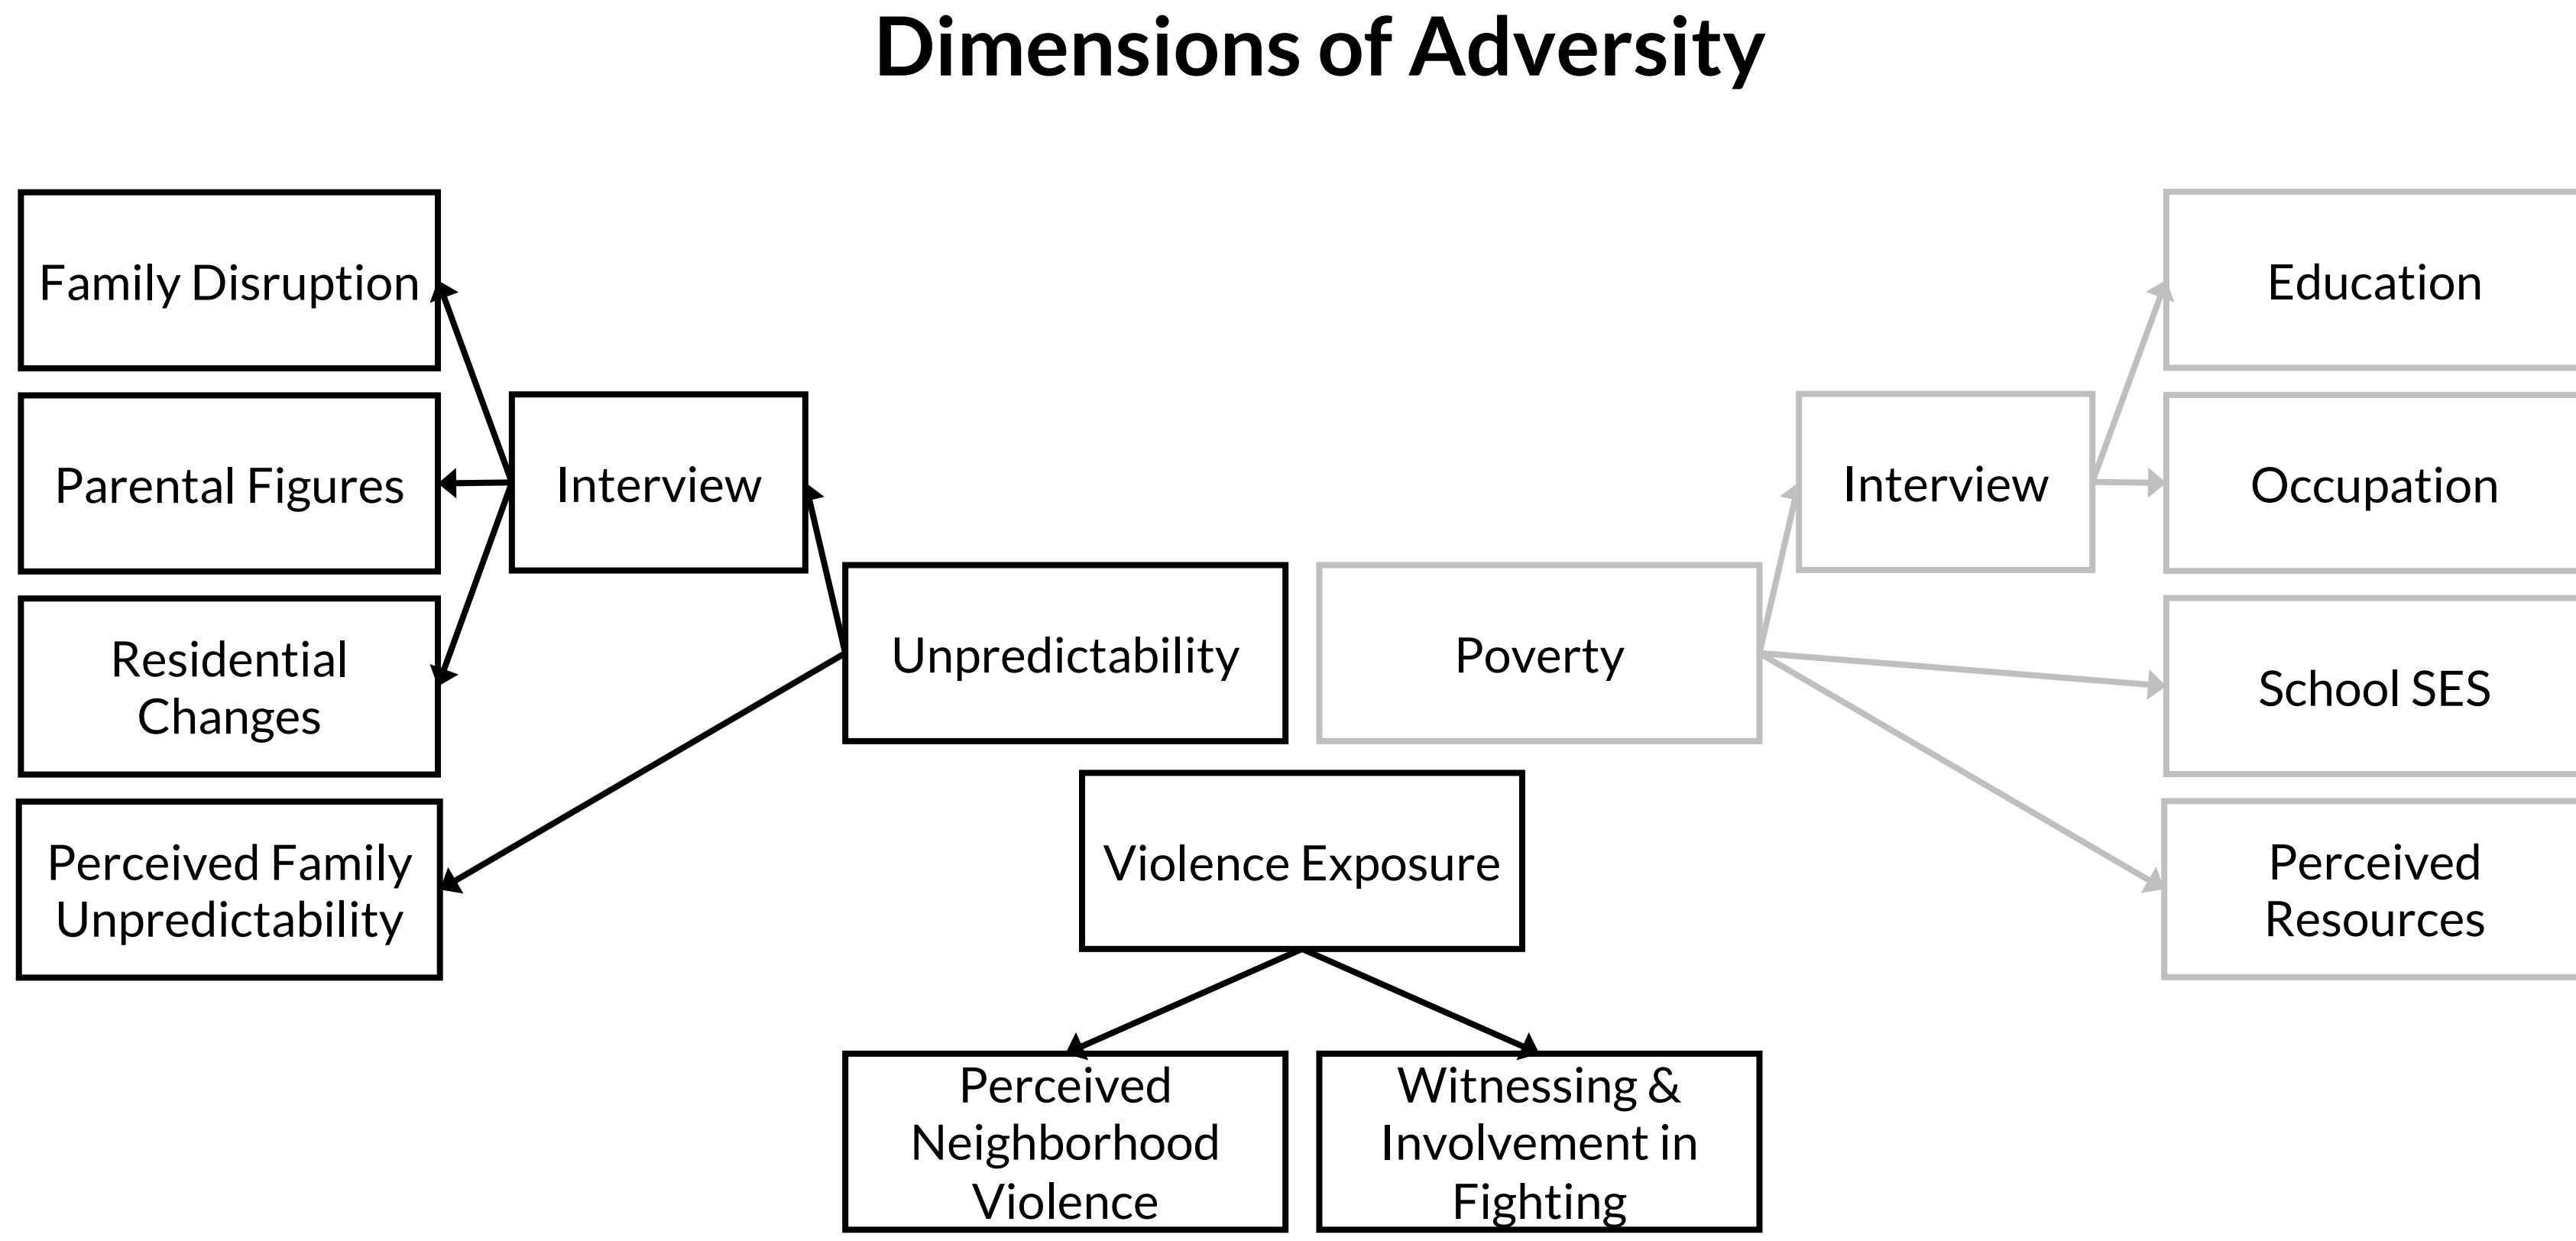 Dimensions of Adversity
Family Disruption
Parental Figures
Residential
Changes
Perceived Family
Unpredictability
Interview
Unpredictability
Poverty
Violence Exposure
Perceived
Neighborhood
Violence
Witnessing &
Involvement in
Fighting
Interview
Education
Occupation
School SES
Perceived
Resources